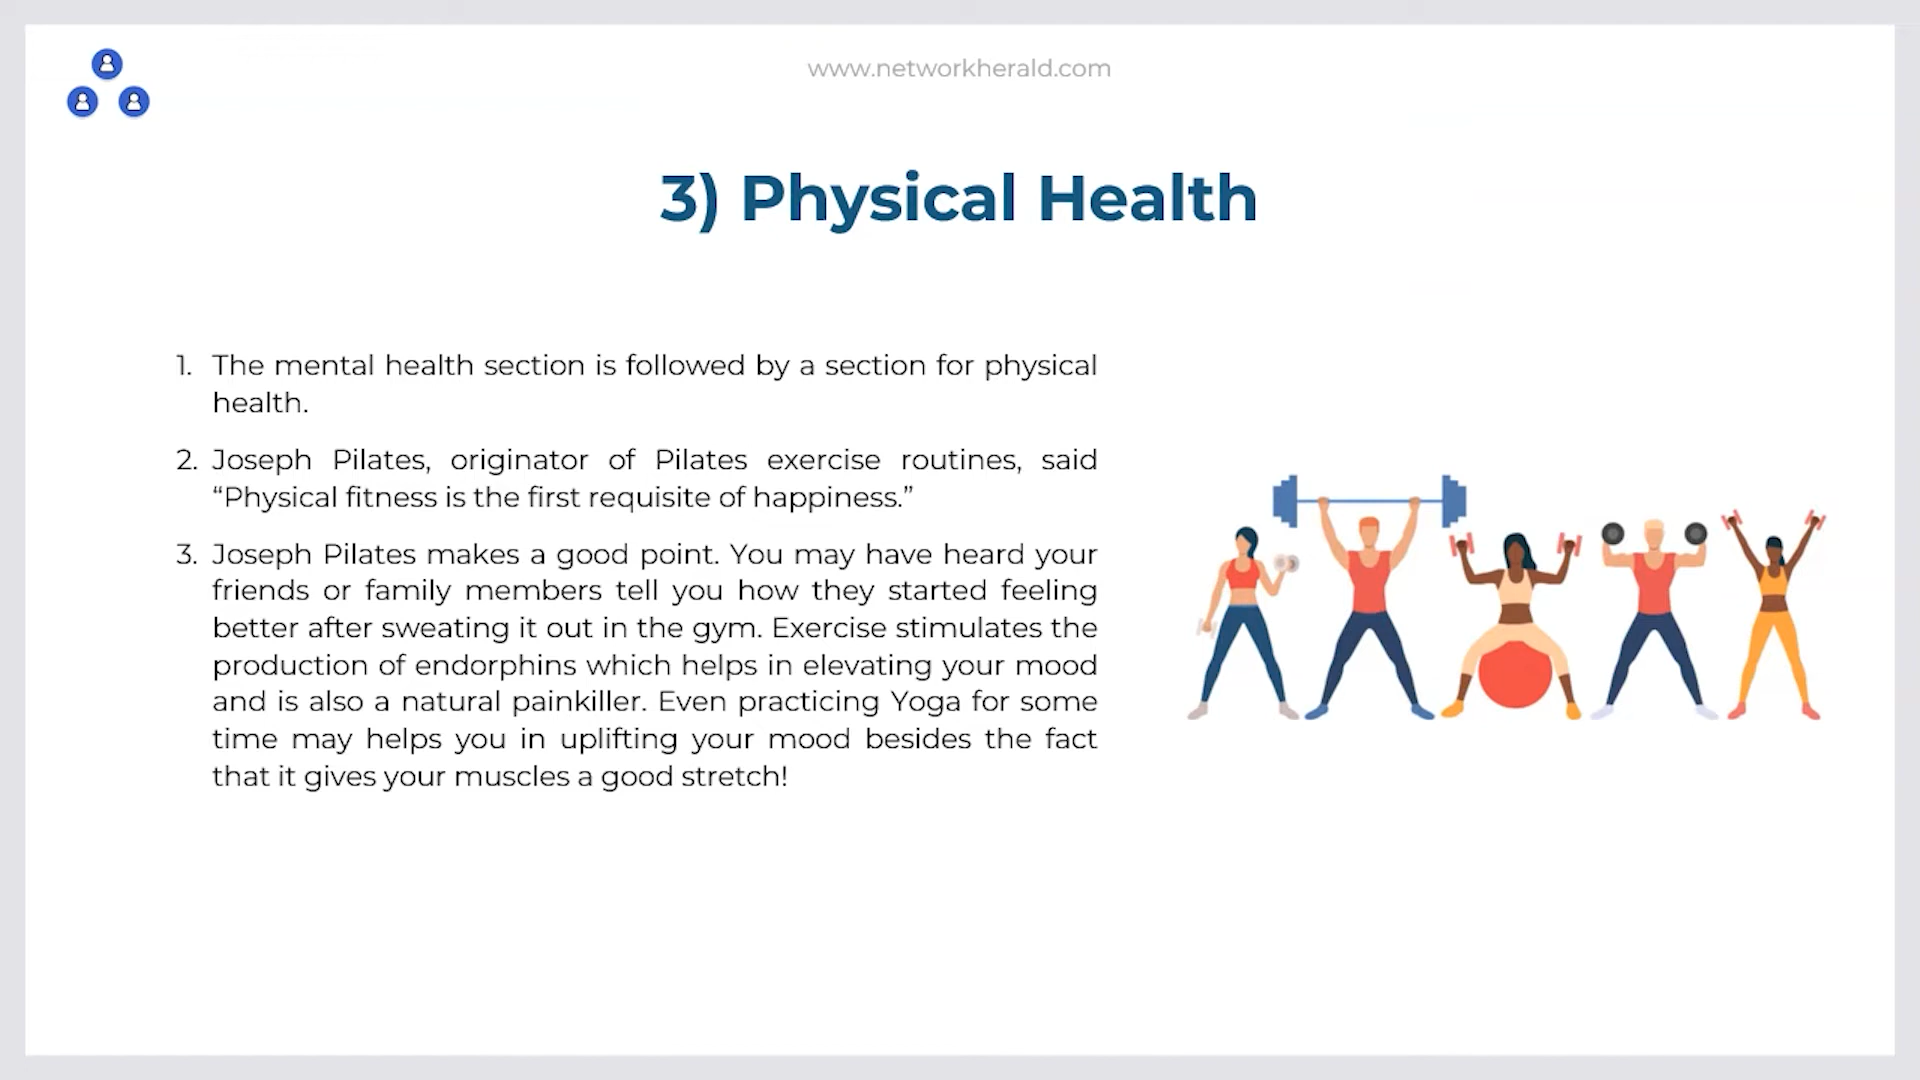 www.networkherald.com
3) Physical Health
1. The mental health section is followed by a section for physical
health.
2. Joseph Pilates, originator of Pilates exercise routines, said
“Physical fitness is the first requisite of happiness.”
3. Joseph Pilates makes a good point. You may have heard your
friends or family members tell you how they started feeling
better after sweating it out in the gym. Exercise stimulates the
production of endorphins which helps in elevating your mood
and is also a natural painkiller. Even practicing Yoga for some
time may helps you in uplifting your mood besides the fact
that it gives your muscles a good stretch!